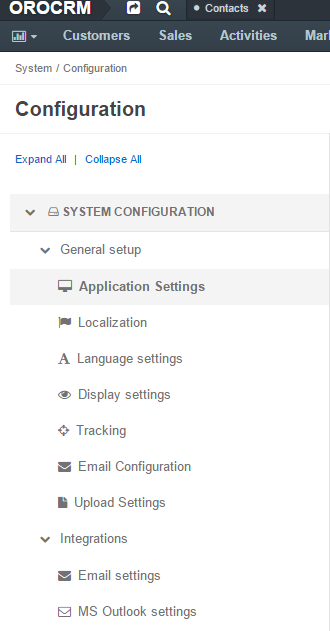 OROCRM Contacts ✖
Customers Sales Activities
System / Configuration
Configuration
Expand All | Collapse All
SYSTEM CONFIGURATION
General setup
Application Settings
Localization
Language settings
Display settings
Tracking
Email Configuration
Upload Settings
Integrations
Email settings
MS Outlook settings